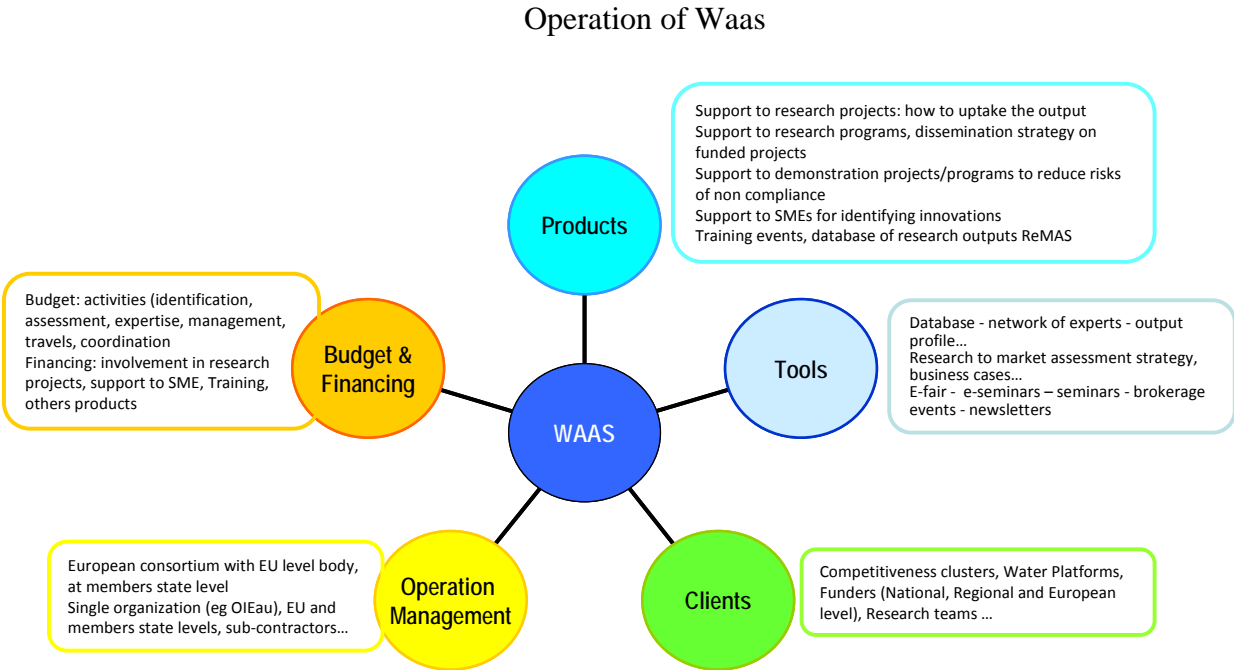 Operation of Waas
Support to research projects: how to uptake the output
Support to research programs, dissemination strategy on
funded projects
Support to demonstration projects/programs to reduce risks
of non compliance
Support to SMEs for identifying innovations
Training events, database of research outputs ReMAS
Products
Budget: activities (identification,
assessment, expertise, management,
travels, coordination
Financing: involvement in research
projects, support to SME, Training,
others products
Budget &
Financing
Tools
Database - network of experts - output
profile…
Research to market assessment strategy,
business cases…
E-fair - e-seminars – seminars - brokerage
events - newsletters
WAAS
European consortium with EU level body,
at members state level
Single organization (eg OIEau), EU and
members state levels, sub-contractors…
Operation
Management
Clients
Competitiveness clusters, Water Platforms,
Funders (National, Regional and European
level), Research teams …